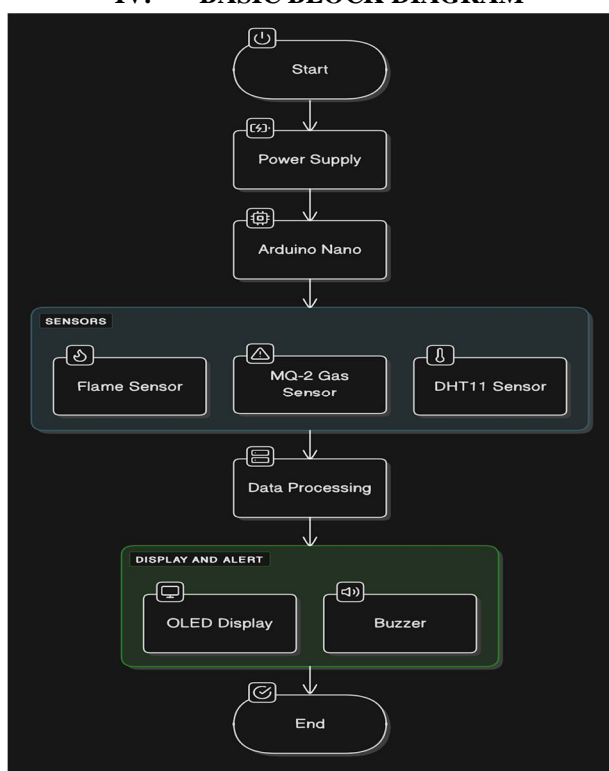 IV. BASIC BLOCK DIAGRAM
Start
Power Supply
Arduino Nano
SENSORS
Flame Sensor
MQ-2 Gas
Sensor
DHT11 Sensor
Data Processing
DISPLAY AND ALERT
OLED Display
Buzzer
End